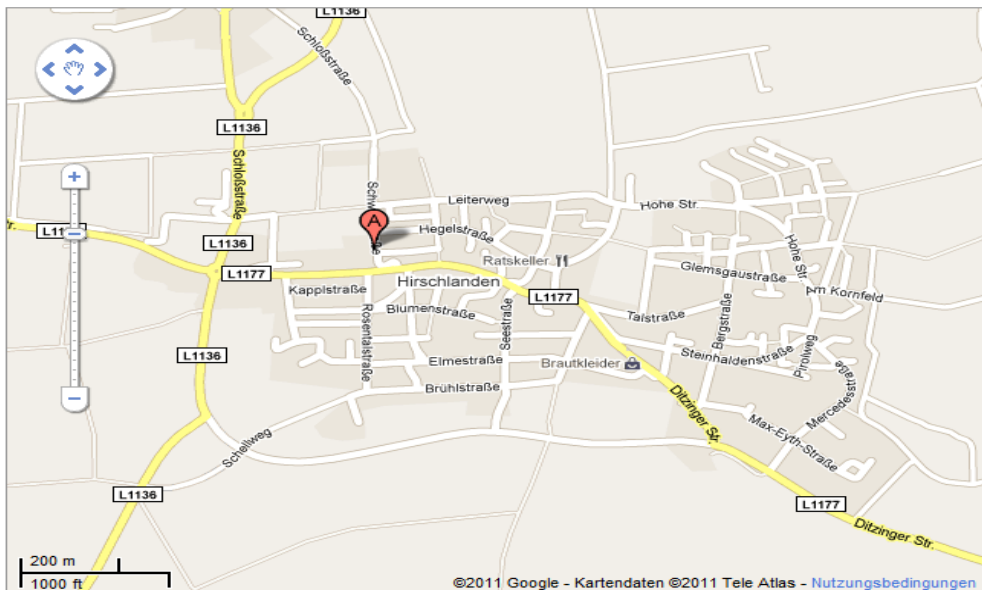 L1136
Schloßstraße
L1136
Schloßstraße
Leiterweg
Hohe Str.
A
Hegelstraße
Hohe Str.
L1136
Ratskeller
Glemsgaustraße
L1177
Hirschlanden
Kapplstraße
L1177
Am Kornfeld
Blumenstraße
Talstraße
Rosentalstraße
Seestraße
Bergstraße
L1136
Elmestraße
Brautkleider
Steinhaldenstraße
Pirolweg
Brühlstraße
Mercedesstraße
Ditzinger Str.
Max-Eyth-Straße
Schellweg
L1136
L1177
Ditzinger Str.
200 m
1000 ft
©2011 Google - Kartendaten ©2011 Tele Atlas - Nutzungsbedingungen